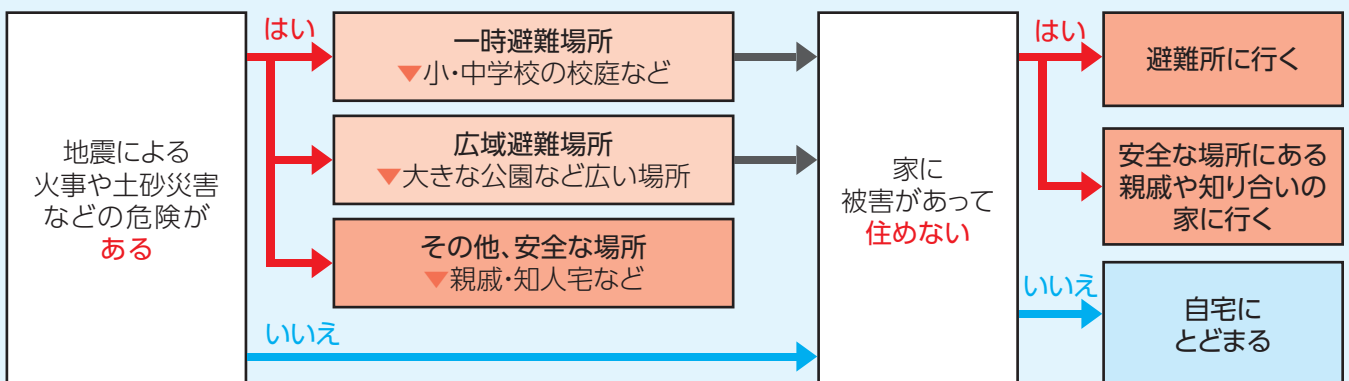 地震による
火事や土砂災害
などの危険が
ある
はい
一時避難場所
▼小・中学校の校庭など
広域避難場所
▼大きな公園など広い場所
その他、安全な場所
▼親戚・知人宅など
いいえ
家に
被害があって
住めない
はい
避難所に行く
安全な場所にある
親戚や知り合いの
家に行く
いいえ
自宅に
とどまる